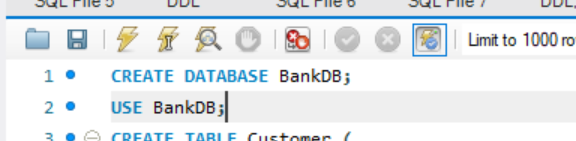 SQL File 5 DDL SQL File 6 SQL File 7 DDL
Limit to 1000 ro
1 CREATE DATABASE BankDB;
2 USE BankDB;
3 CREATE TABLE Customer (